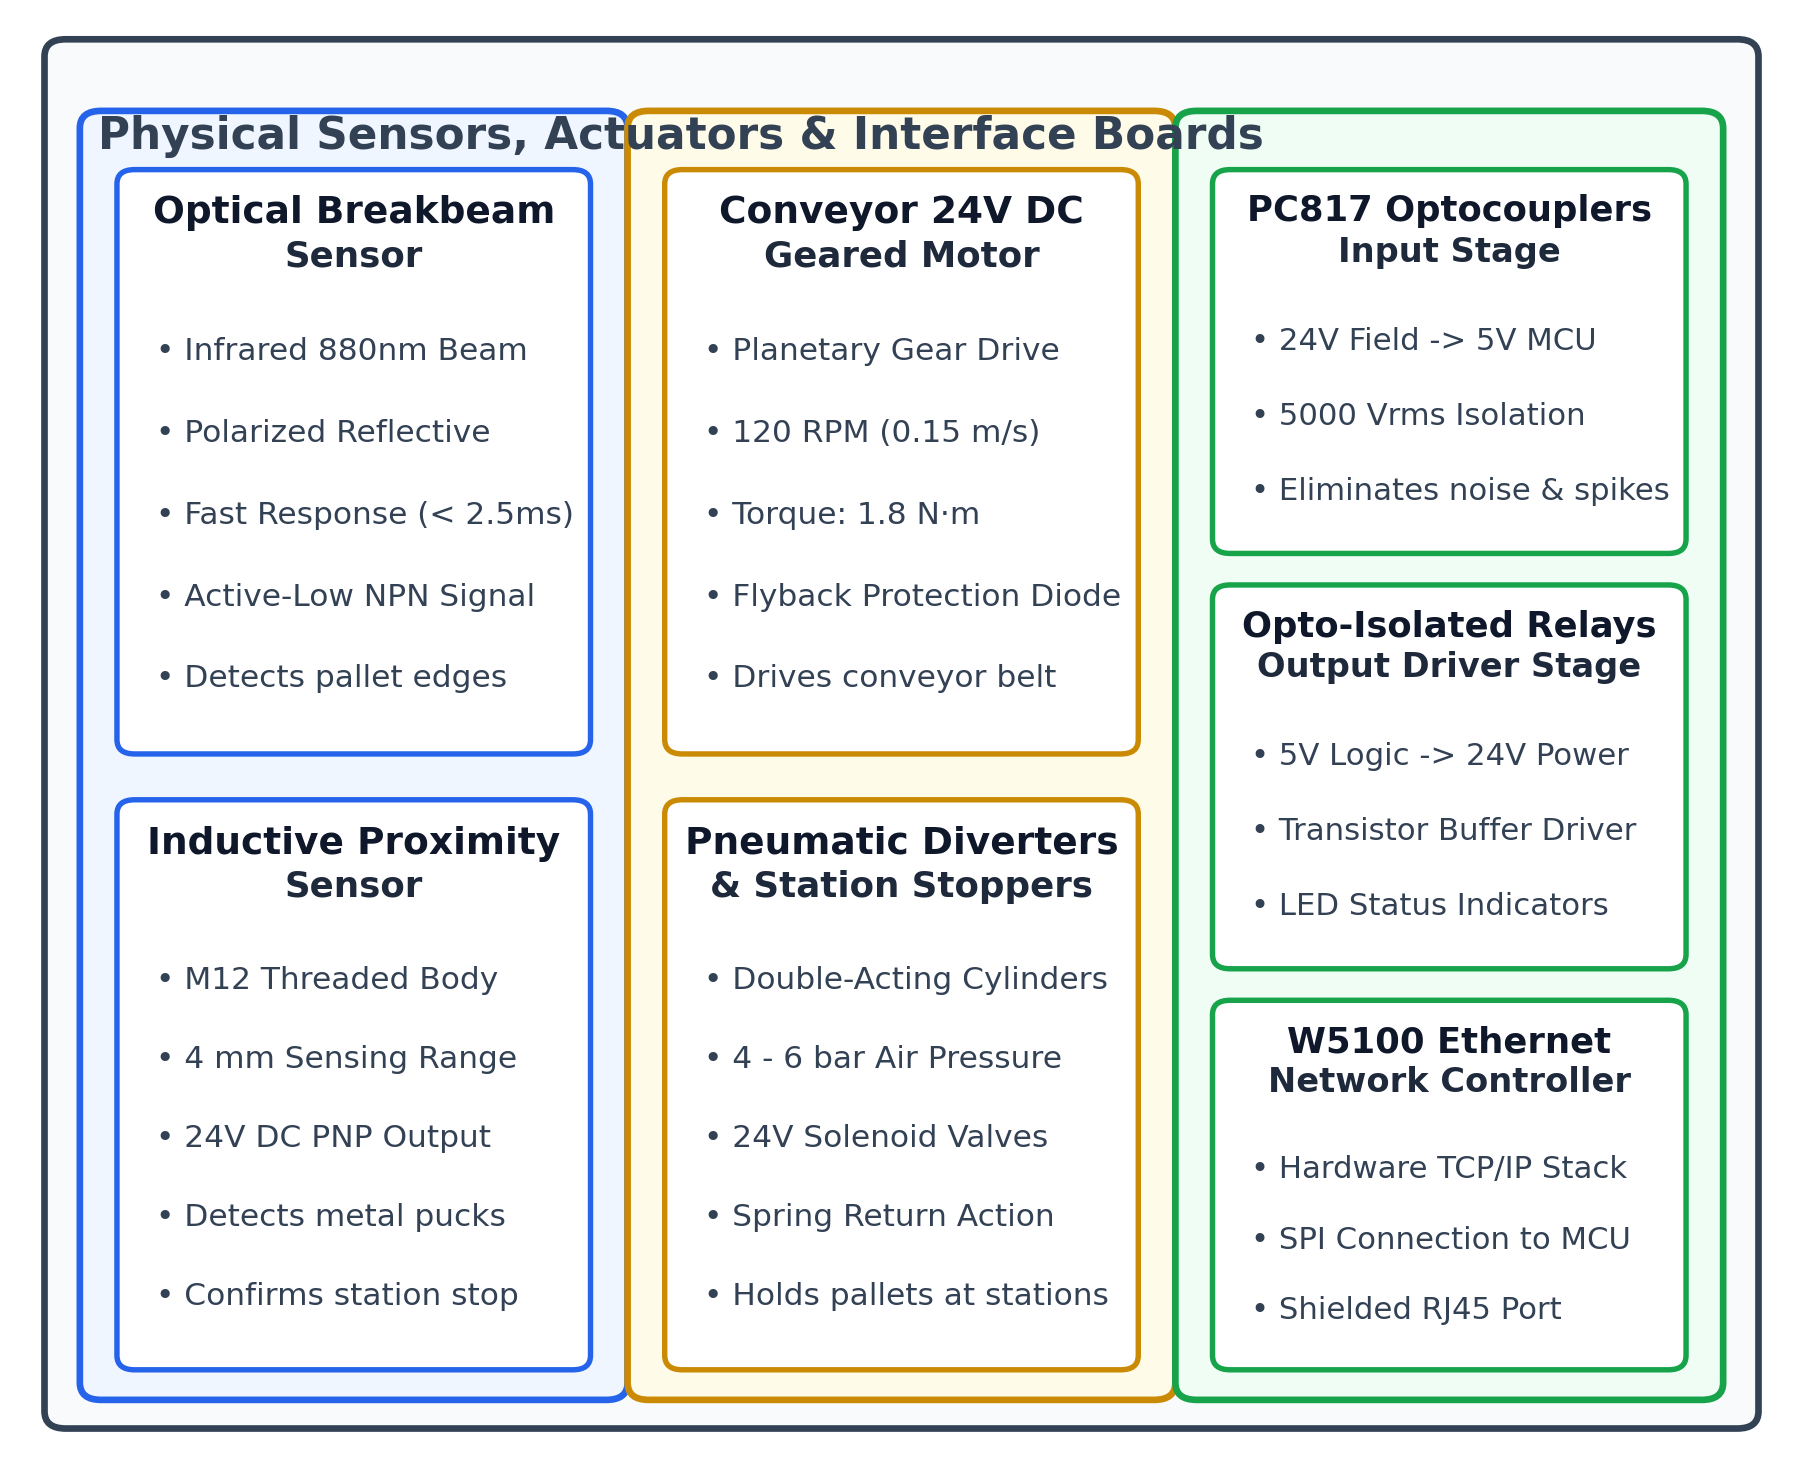 Physical Sensors, Actuators & Interface Boards
Optical Breakbeam
Sensor
• Infrared 880nm Beam
• Polarized Reflective
• Fast Response (< 2.5ms)
• Active-Low NPN Signal
• Detects pallet edges
Inductive Proximity
Sensor
• M12 Threaded Body
• 4 mm Sensing Range
• 24V DC PNP Output
• Detects metal pucks
• Confirms station stop
Conveyor 24V DC
Geared Motor
• Planetary Gear Drive
• 120 RPM (0.15 m/s)
• Torque: 1.8 N·m
• Flyback Protection Diode
• Drives conveyor belt
Pneumatic Diverters
& Station Stoppers
• Double-Acting Cylinders
• 4 - 6 bar Air Pressure
• 24V Solenoid Valves
• Spring Return Action
• Holds pallets at stations
PC817 Optocouplers
Input Stage
• 24V Field -> 5V MCU
• 5000 Vrms Isolation
• Eliminates noise & spikes
Opto-Isolated Relays
Output Driver Stage
• 5V Logic -> 24V Power
• Transistor Buffer Driver
• LED Status Indicators
W5100 Ethernet
Network Controller
• Hardware TCP/IP Stack
• SPI Connection to MCU
• Shielded RJ45 Port